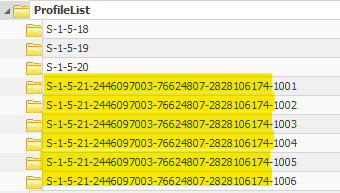 ProfileList
S-1-5-18
S-1-5-19
S-1-5-20
S-1-5-21-2446097003-76624807-2828106174-1001
S-1-5-21-2446097003-76624807-2828106174-1002
S-1-5-21-2446097003-76624807-2828106174-1003
S-1-5-21-2446097003-76624807-2828106174-1004
S-1-5-21-2446097003-76624807-2828106174-1005
S-1-5-21-2446097003-76624807-2828106174-1006